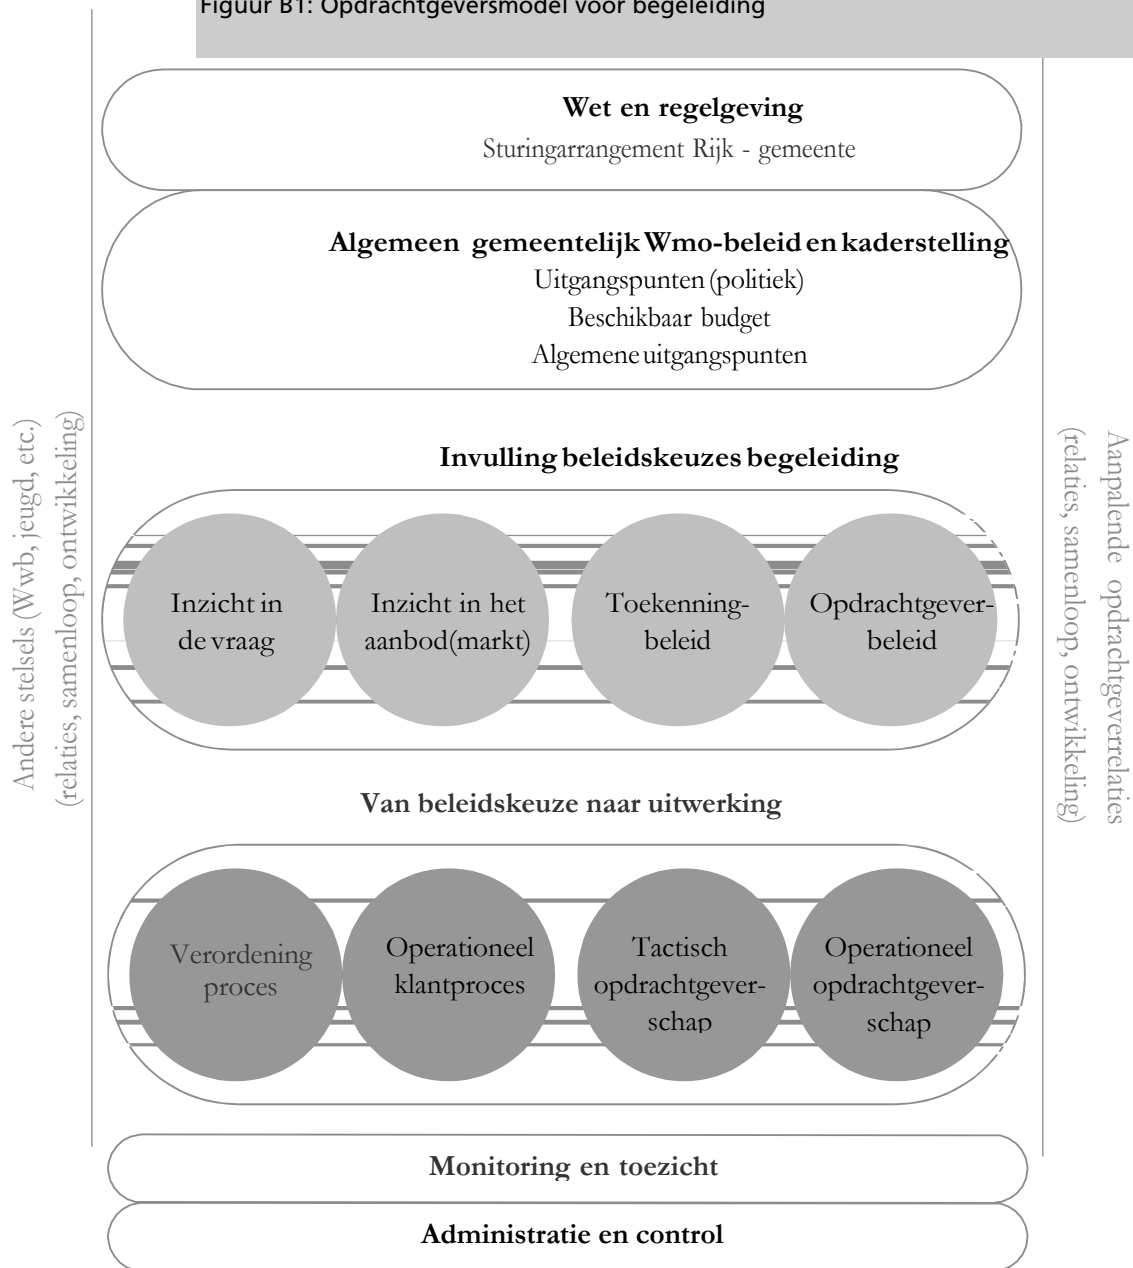 Figuur B1: Opdrachtgeversmodel voor begeleiding
Wet en regelgeving
Sturingarrangement Rijk - gemeente
Algemeen gemeentelijk Wmo-beleid en kaderstelling
Uitgangspunten (politiek)
Beschikbaar budget
Algemene uitgangspunten
Andere stelsels (Wwb, jeugd, etc.)
(relaties, samenloop, ontwikkeling)
Aanpalende opdrachtgeverrelaties
(relaties, samenloop, ontwikkeling)
Invulling beleidskeuzes begeleiding
Inzicht in
de vraag
Inzicht in het
aanbod(markt)
Toekenning-
beleid
Opdrachtgever-
beleid
Van beleidskeuze naar uitwerking
Verordening
proces
Operationeel
klantproces
Tactisch
opdrachtgever-
schap
Operationeel
opdrachtgever-
schap
Monitoring en toezicht
Administratie en control